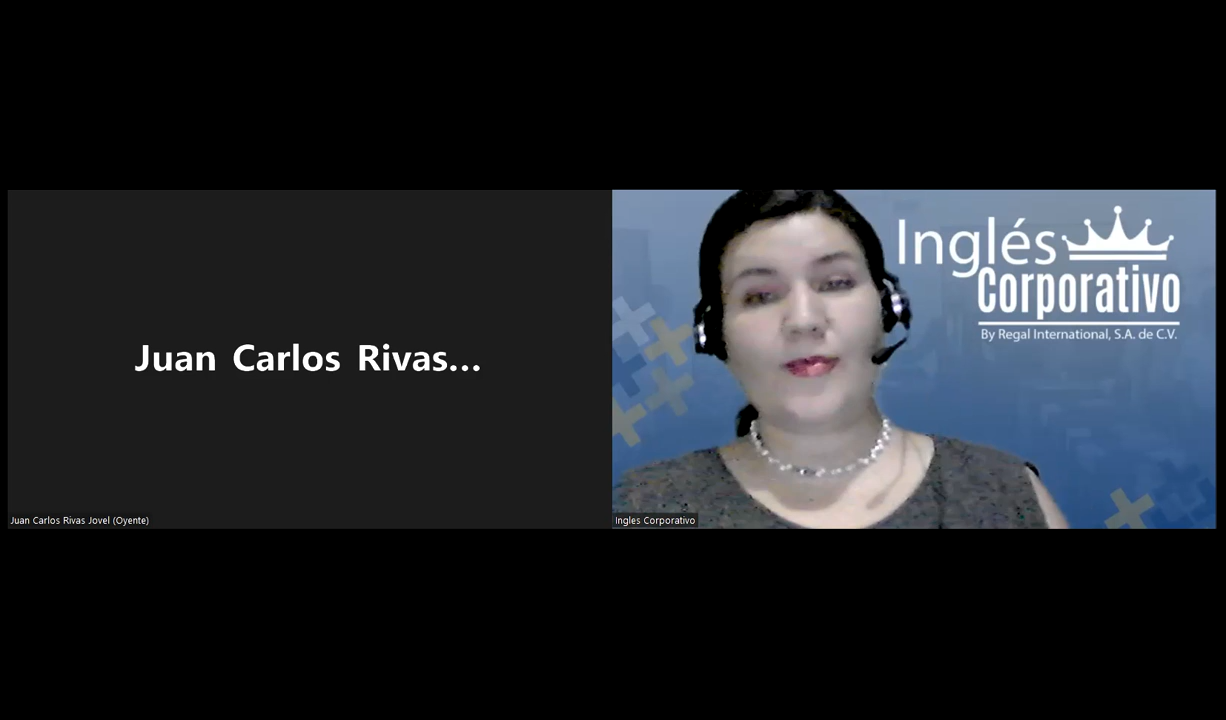 Juan Carlos Rivas...
Juan Carlos Rivas Jovel (Oyente)
Inglés
Corporativo
By Regal International, S.A. de C.V.
Ingles Corporativo